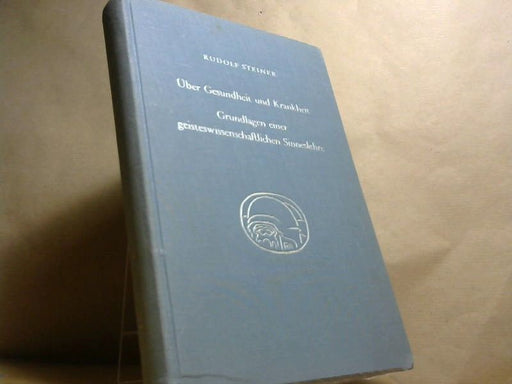 RUDOLF STEINER
Über Gesundheit und Krankheit
Grundlagen einer
geisteswissenschaftlichen Sinneslehre